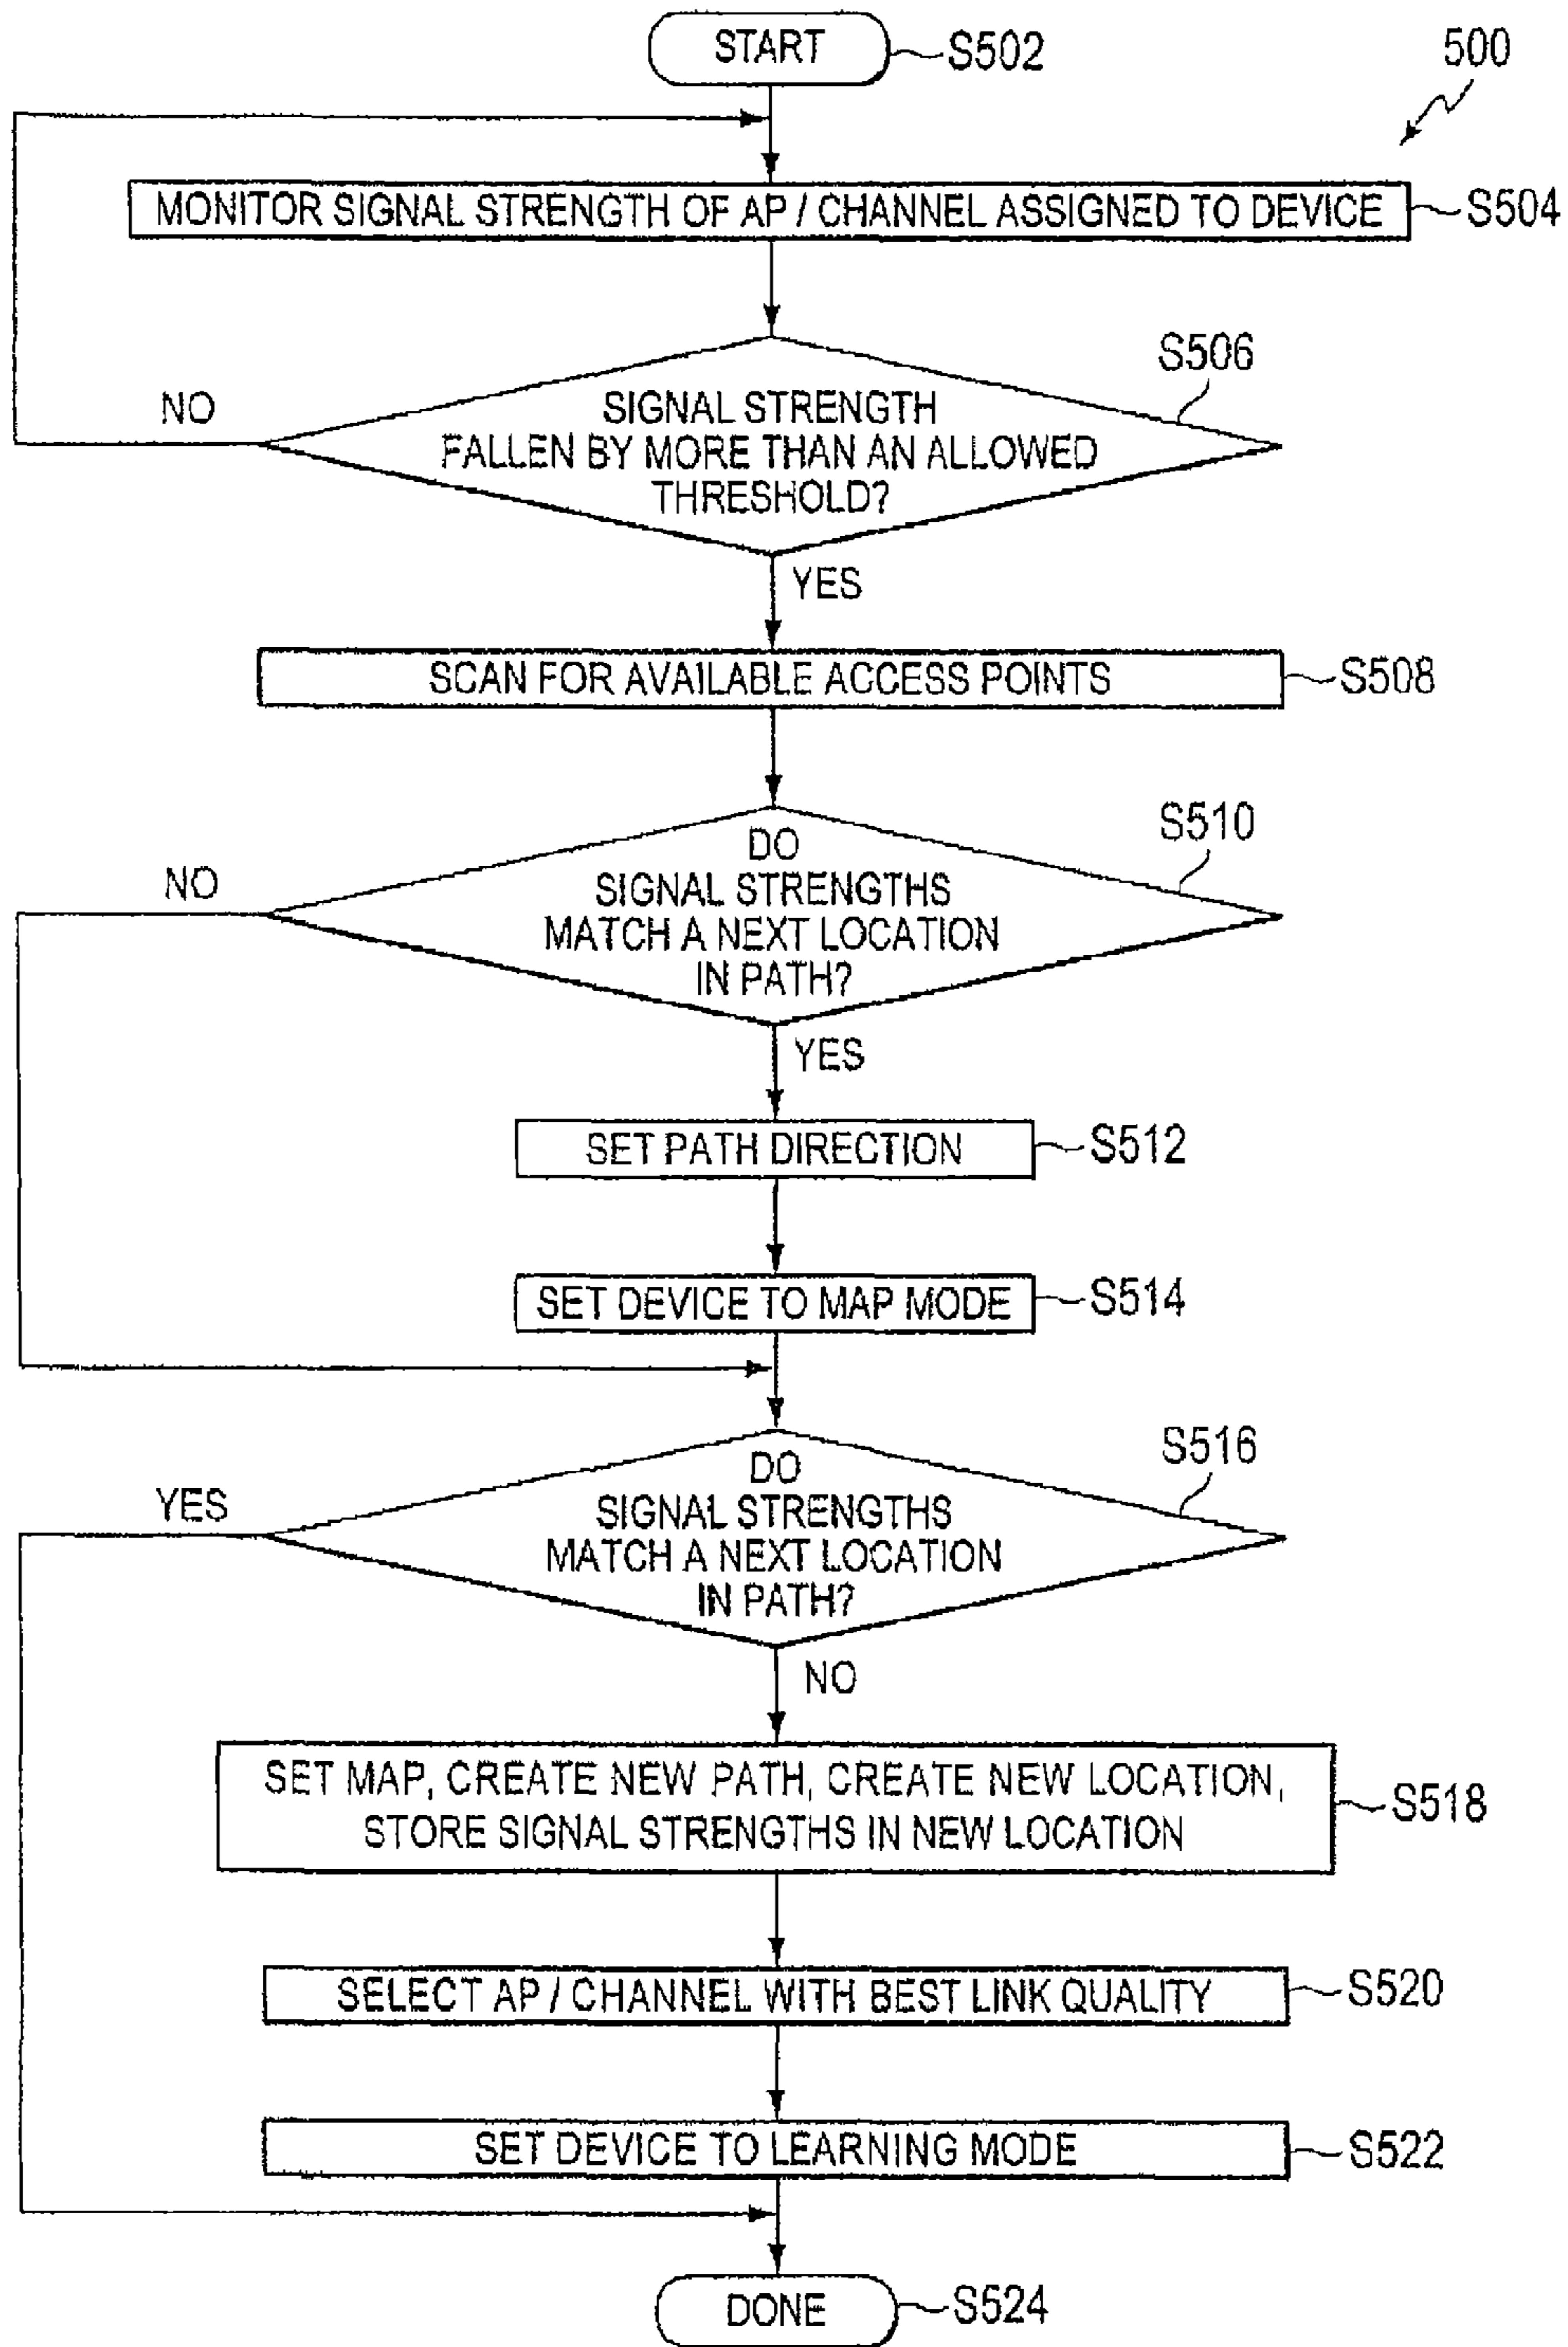 START
S502
500
MONITOR SIGNAL STRENGTH OF AP / CHANNEL ASSIGNED TO DEVICE
S504
S506
NO
SIGNAL STRENGTH
FALLEN BY MORE THAN AN ALLOWED
THRESHOLD?
YES
SCAN FOR AVAILABLE ACCESS POINTS
S508
S510
NO
DO
SIGNAL STRENGTHS
MATCH A NEXT LOCATION
IN PATH?
YES
SET PATH DIRECTION
S512
SET DEVICE TO MAP MODE
S514
S516
YES
DO
SIGNAL STRENGTHS
MATCH A NEXT LOCATION
IN PATH?
NO
SET MAP, CREATE NEW PATH, CREATE NEW LOCATION,
STORE SIGNAL STRENGTHS IN NEW LOCATION
S518
SELECT AP / CHANNEL WITH BEST LINK QUALITY
S520
SET DEVICE TO LEARNING MODE
S522
DONE
S524